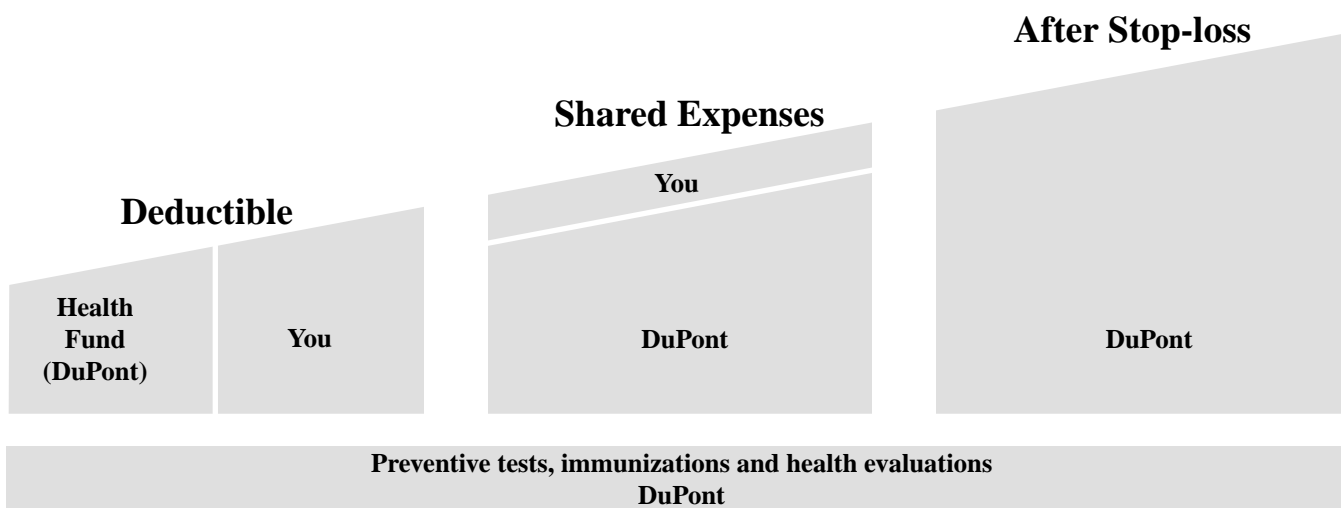 After Stop-loss
Shared Expenses
You
Deductible
Health
Fund
(DuPont)
You
DuPont
DuPont
Preventive tests, immunizations and health evaluations
DuPont